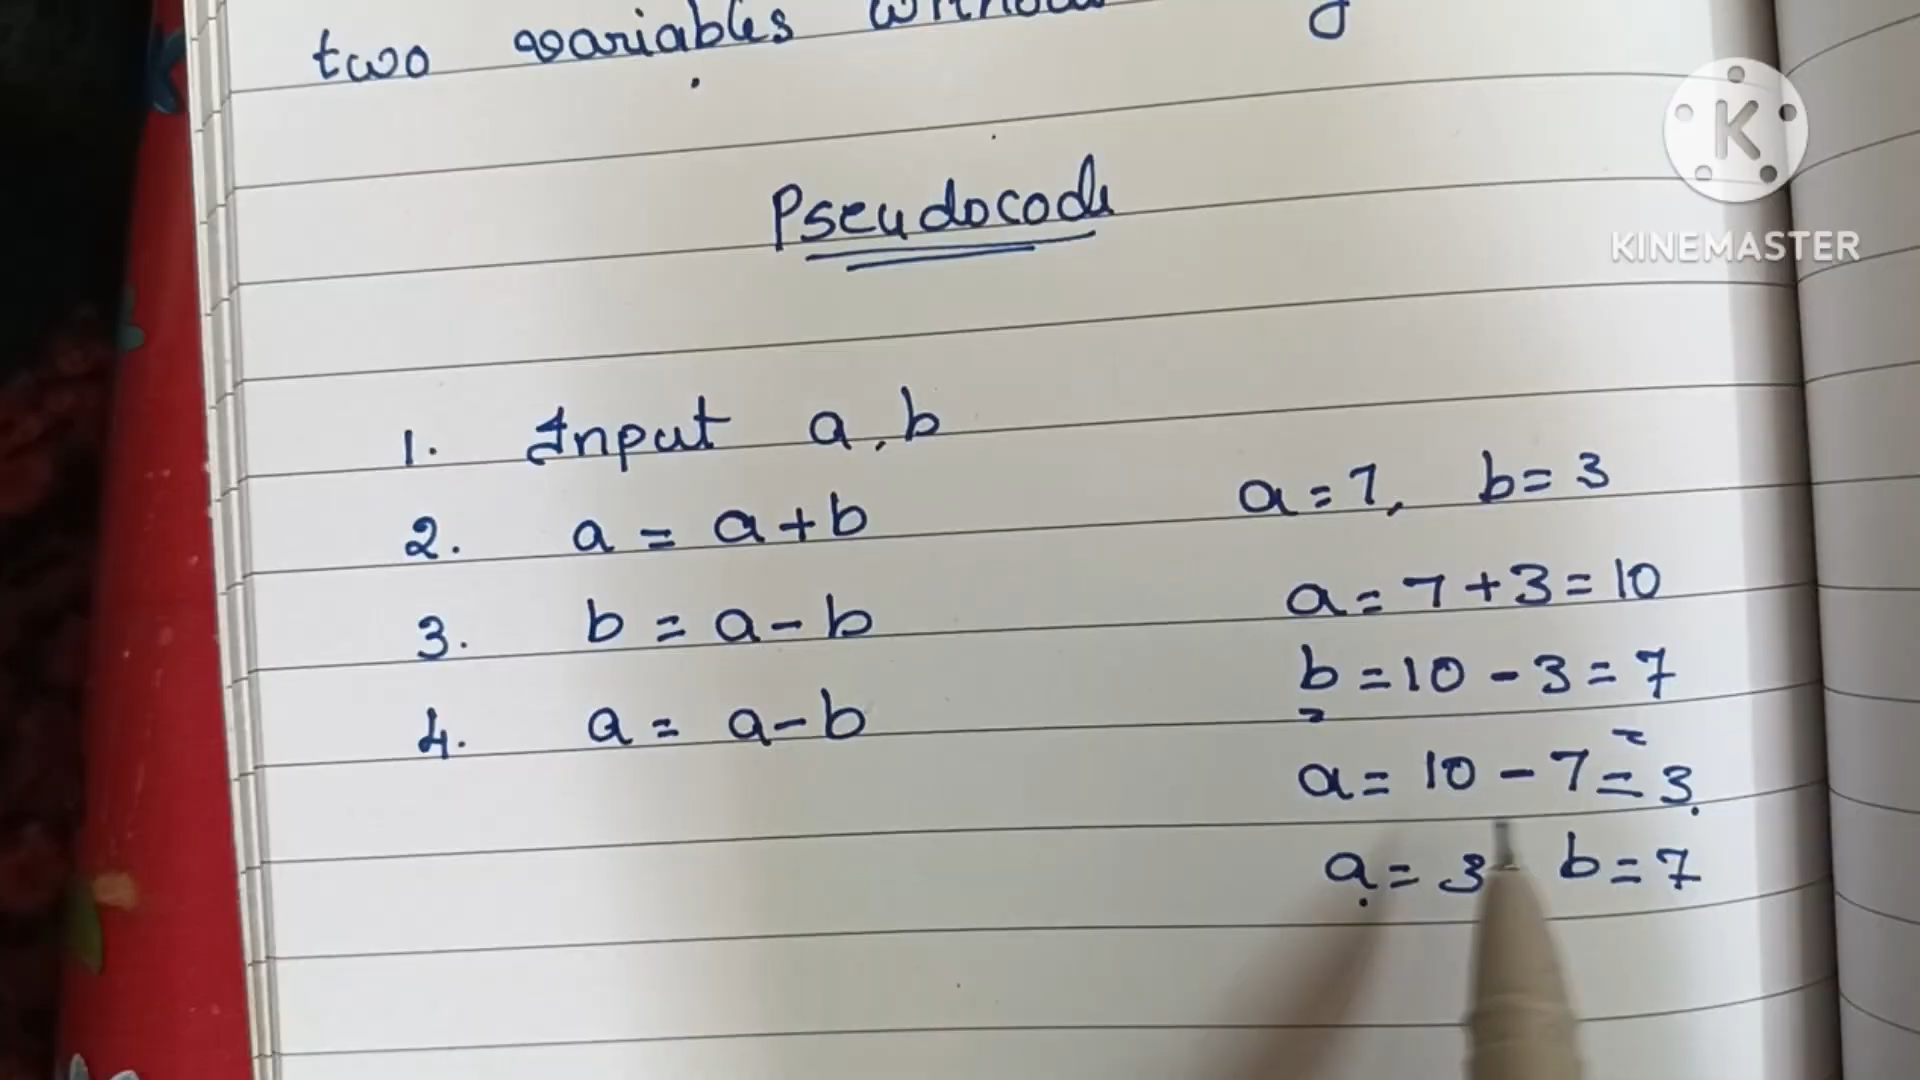 two variables without
Pseudocode
1. Input a, b
2. a = a+b
3. b = a-b
4. a = a-b
a=7, b=3
a=7+3=10
b=10-3=7
a=10-7=3.
a=3 b=7
KINEMASTER